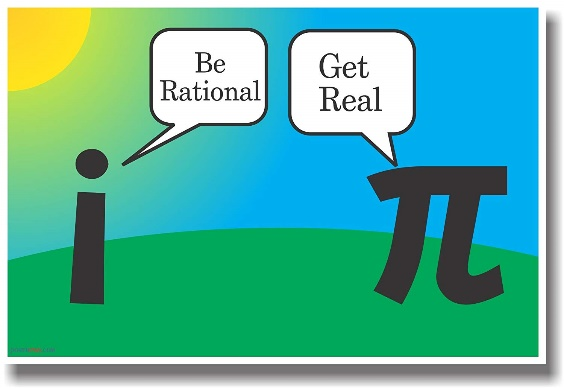 Be
Rational
Get
Real
i
π